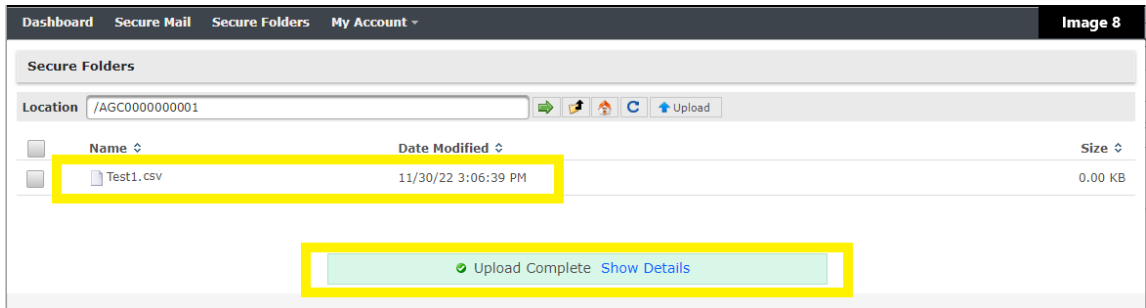 Dashboard Secure Mail Secure Folders My Account Image 8
Secure Folders
Location /AGC0000000001 Upload
Name Date Modified Size
Test1.csv 11/30/22 3:06:39 PM 0.00 KB
Upload Complete Show Details